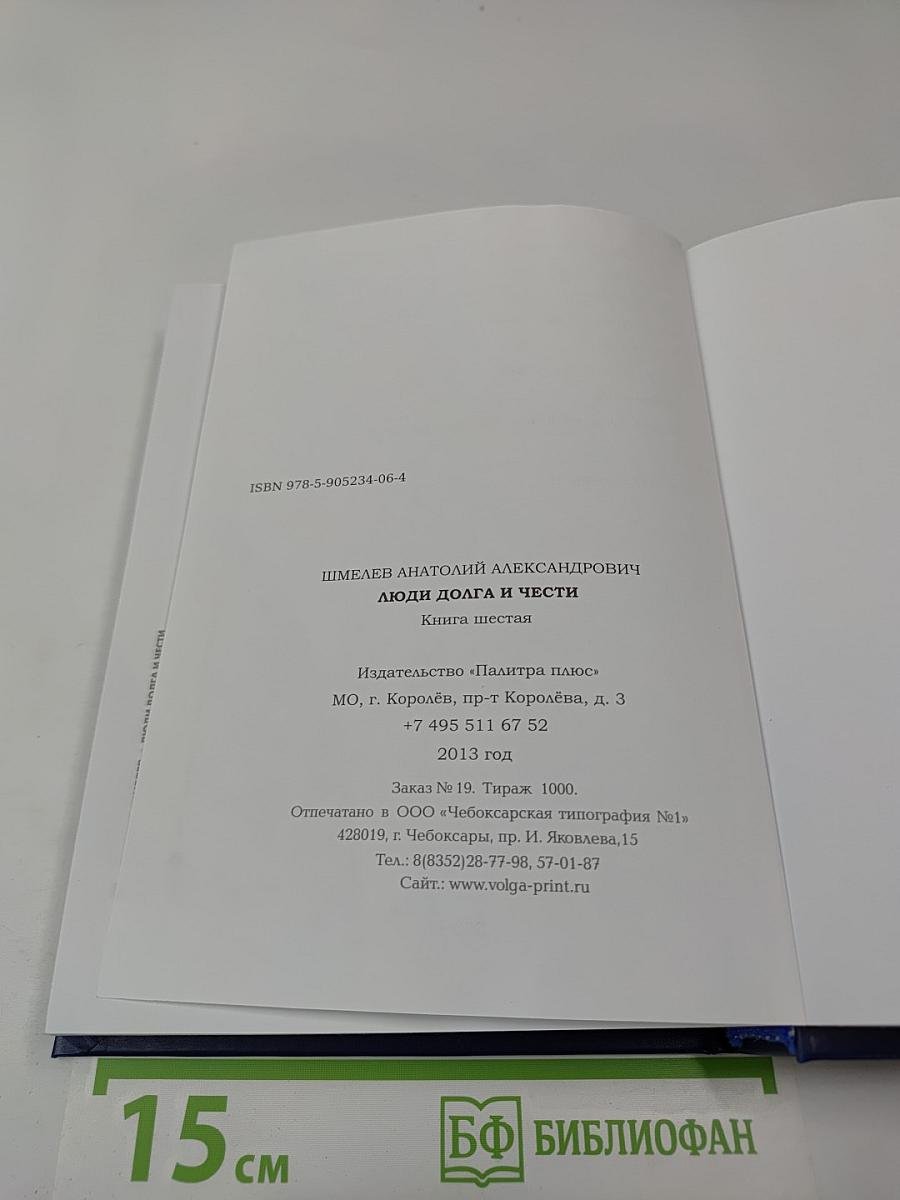 ISBN 978-5-905234-06-4
ШМЕЛЕВ АНАТОЛИЙ АЛЕКСАНДРОВИЧ
ЛЮДИ ДОЛГА И ЧЕСТИ
Книга шестая
Издательство «Палитра плюс»
МО, г. Королёв, пр-т Королёва, д. 3
+7 495 511 67 52
2013 год
Заказ № 19. Тираж 1000.
Отпечатано в ООО «Чебоксарская типография №1»
428019, г. Чебоксары, пр. И. Яковлева,15
Тел.: 8(8352)28-77-98, 57-01-87
Сайт.: www.volga-print.ru
ЛЮДИ ДОЛГА И ЧЕСТИ
15 см
БФ БИБЛИОФАН